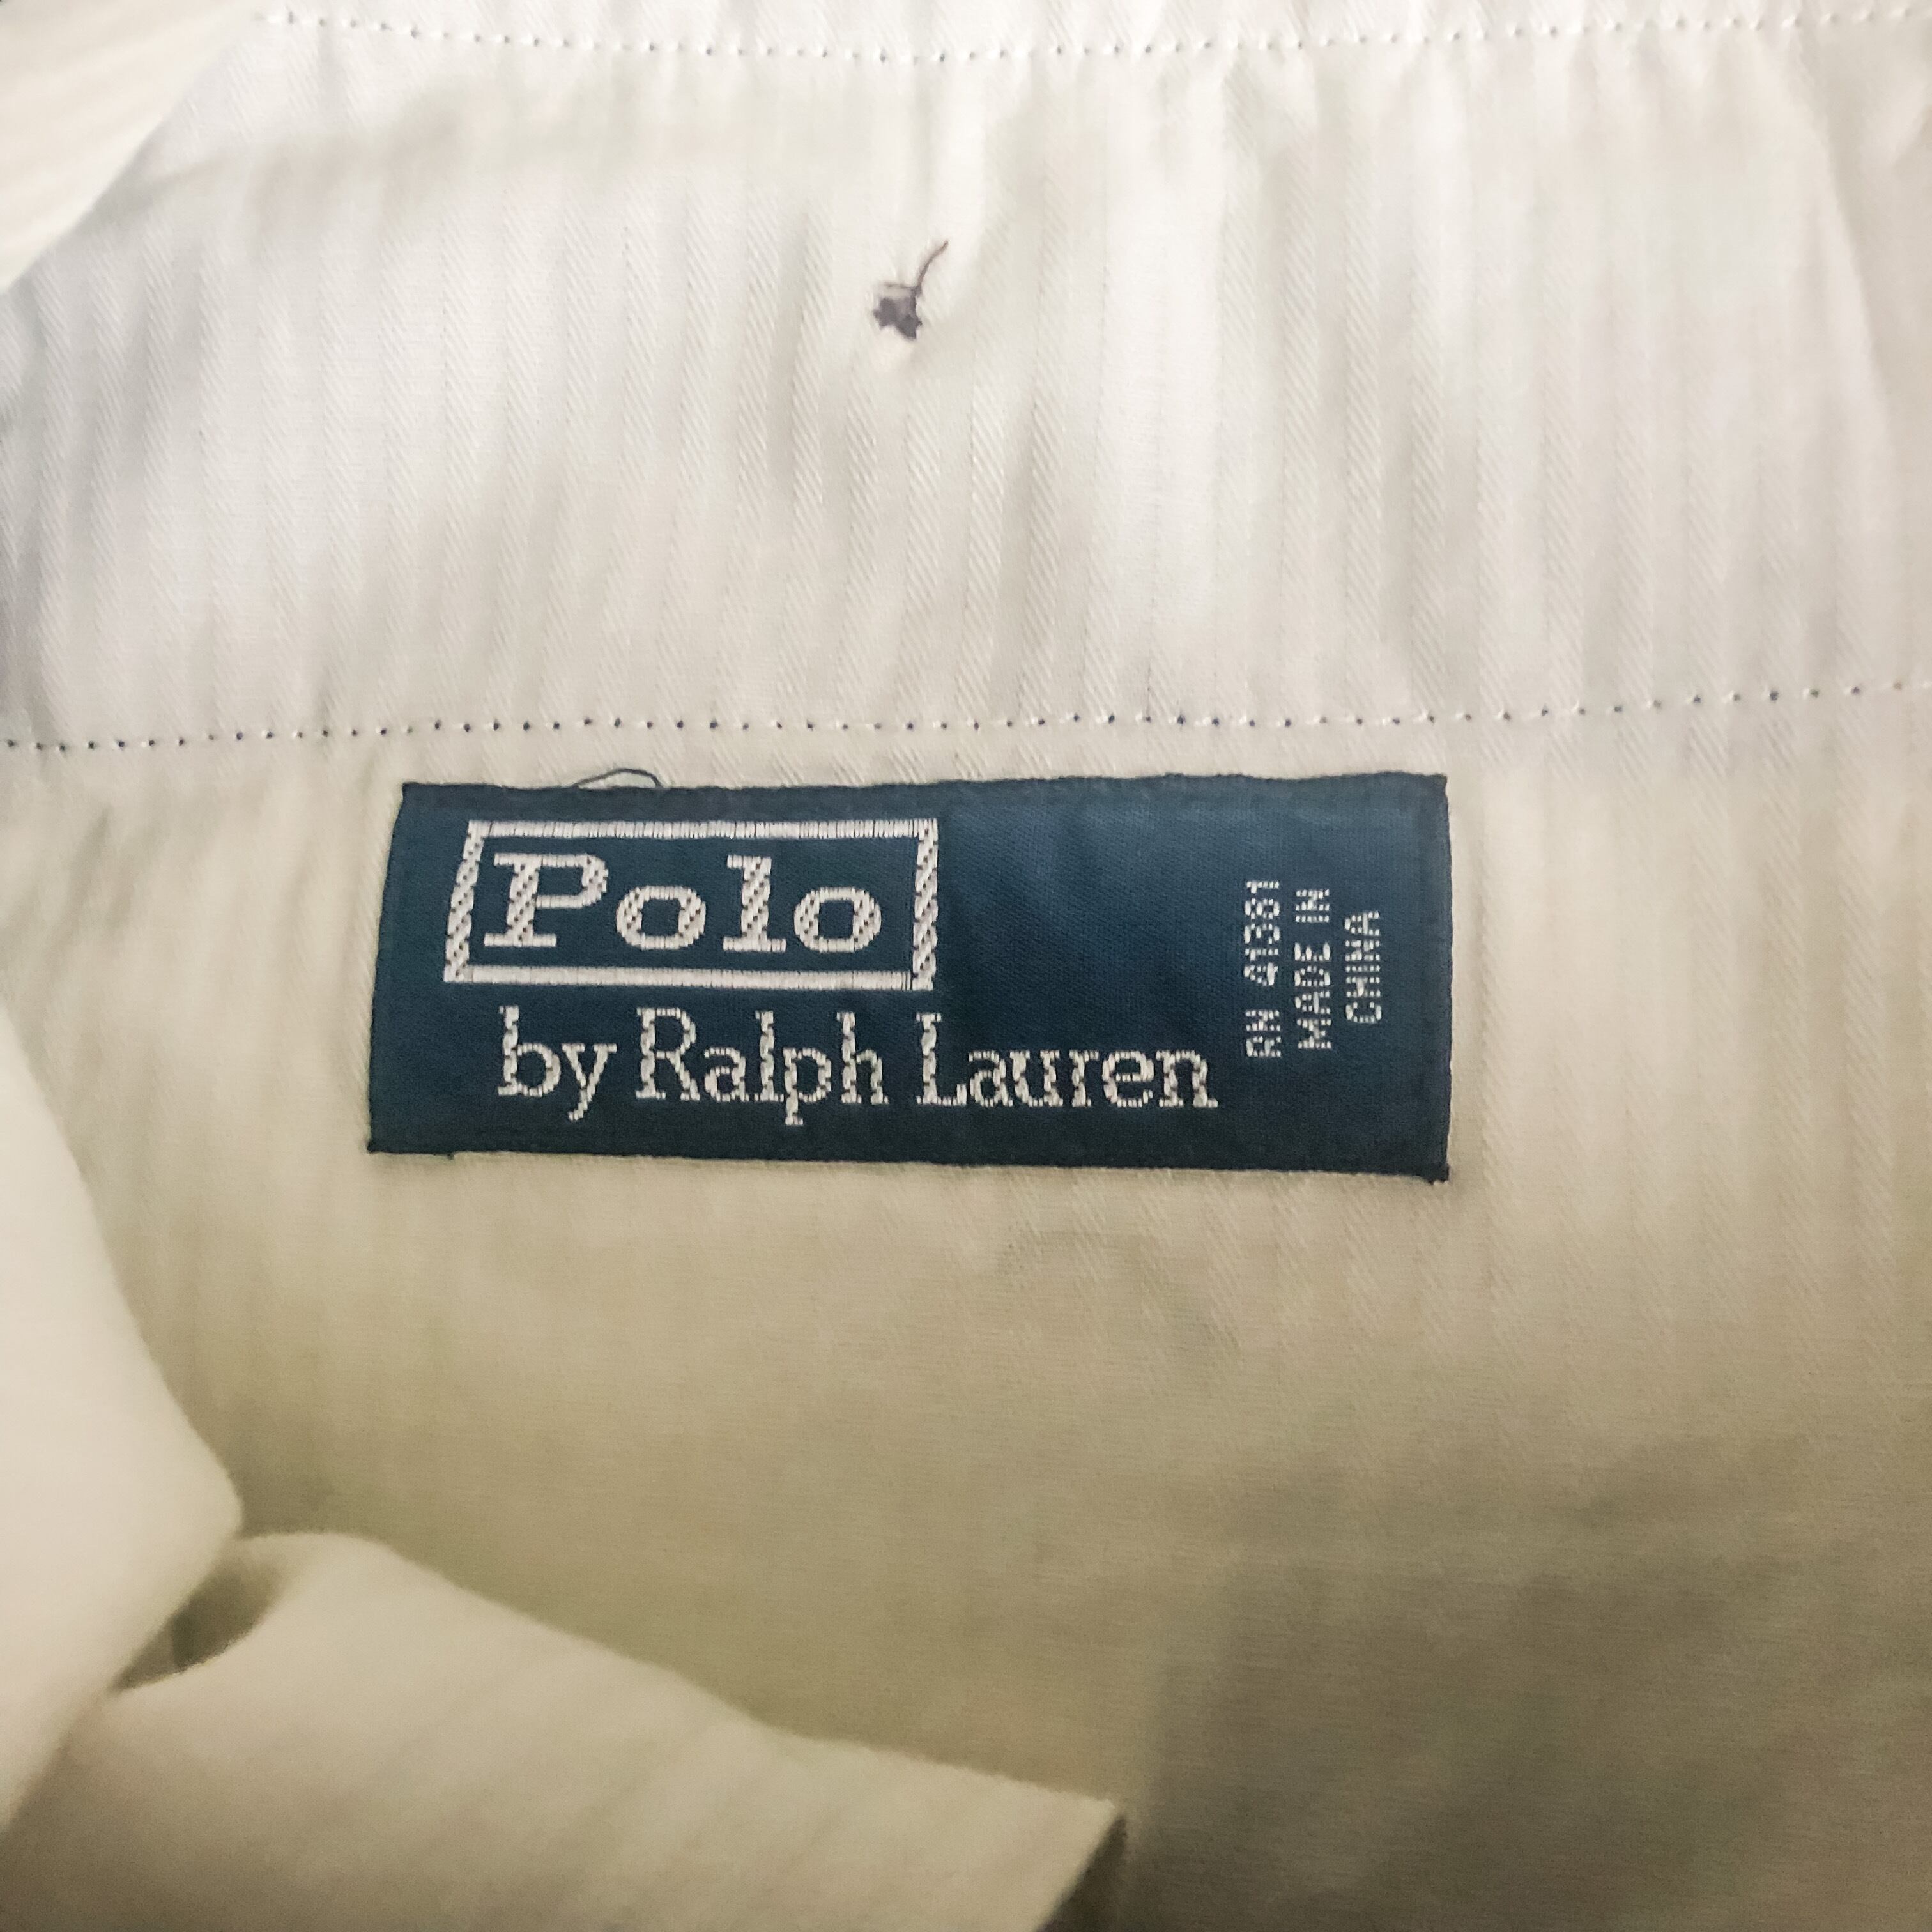 Polo
by Ralph Lauren
RN 41381
MADE IN
CHINA